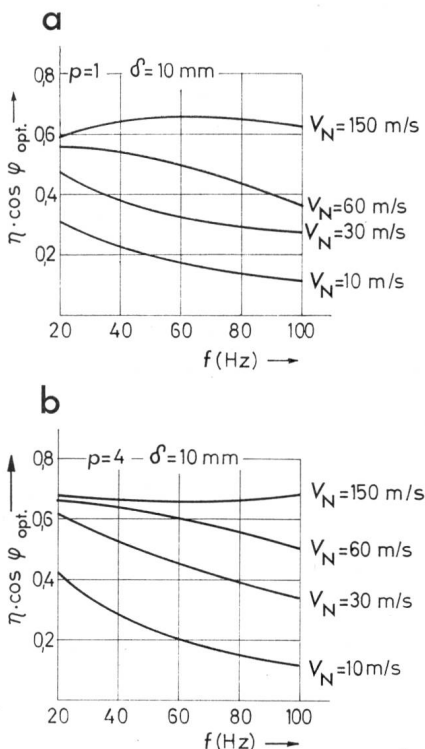 a
0,8
p=1 δ=10 mm
0,6
0,4
0,2
η·cos φ opt.
V_N=150 m/s
V_N=60 m/s
V_N=30 m/s
V_N=10 m/s
20 40 60 80 100
f(Hz)
b
0,8
p=4 δ=10 mm
0,6
0,4
0,2
η·cos φ opt.
V_N=150 m/s
V_N=60 m/s
V_N=30 m/s
V_N=10 m/s
20 40 60 80 100
f(Hz)